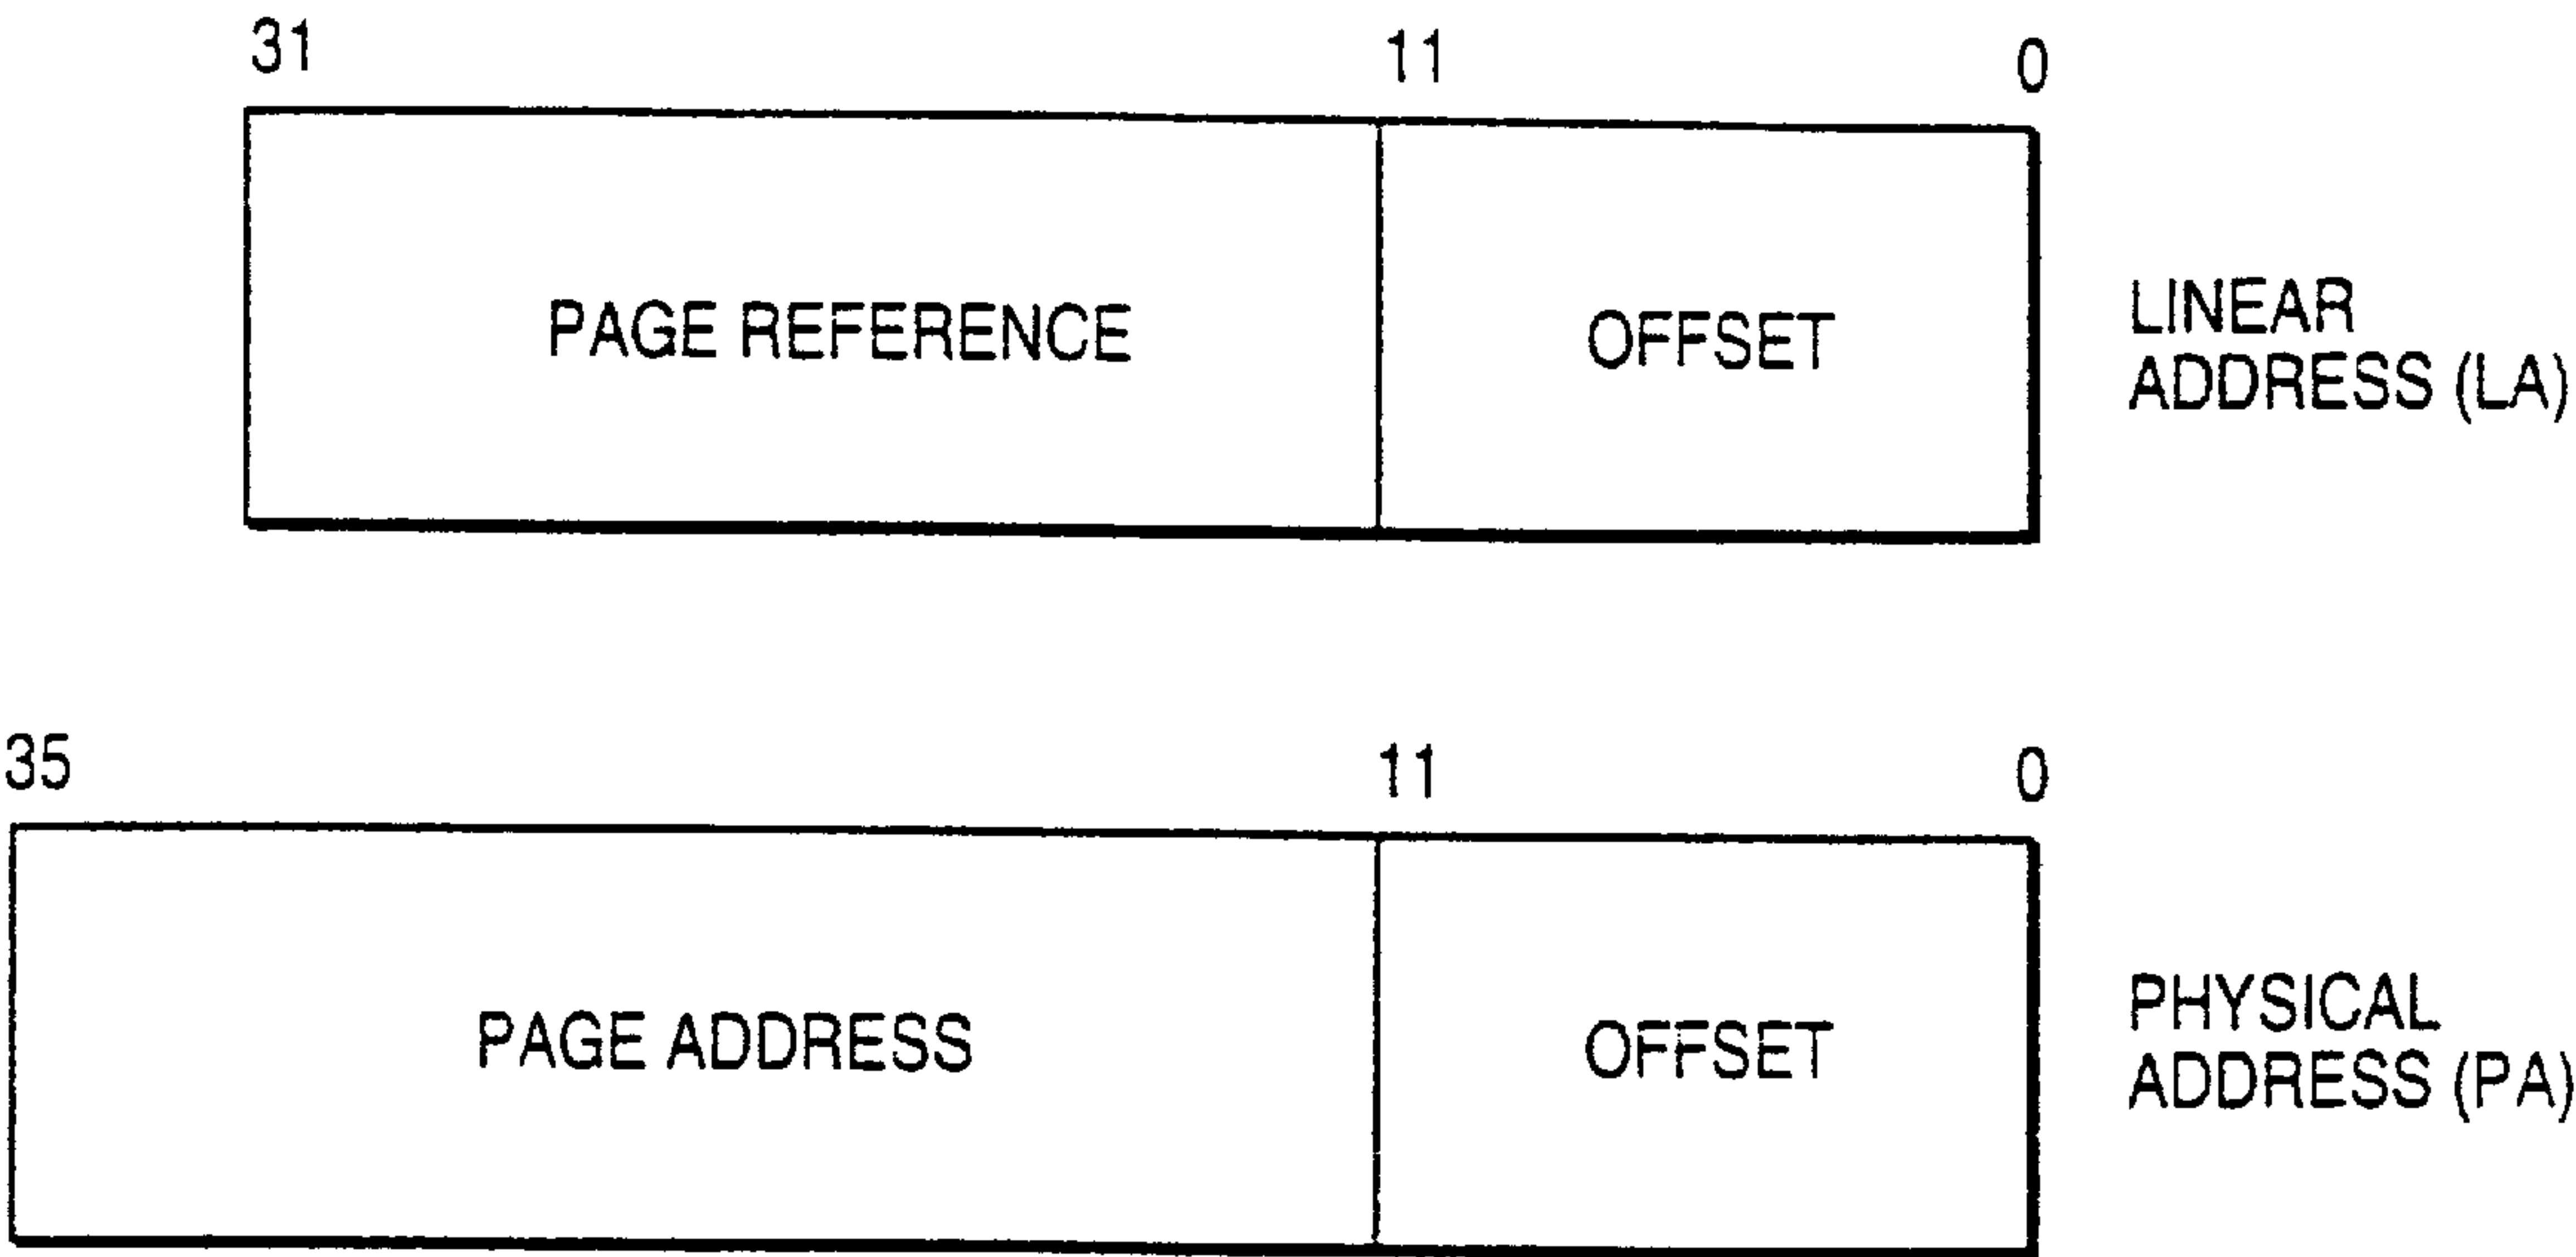 31 11 0
PAGE REFERENCE
OFFSET
LINEAR
ADDRESS (LA)
35 11 0
PAGE ADDRESS
OFFSET
PHYSICAL
ADDRESS (PA)